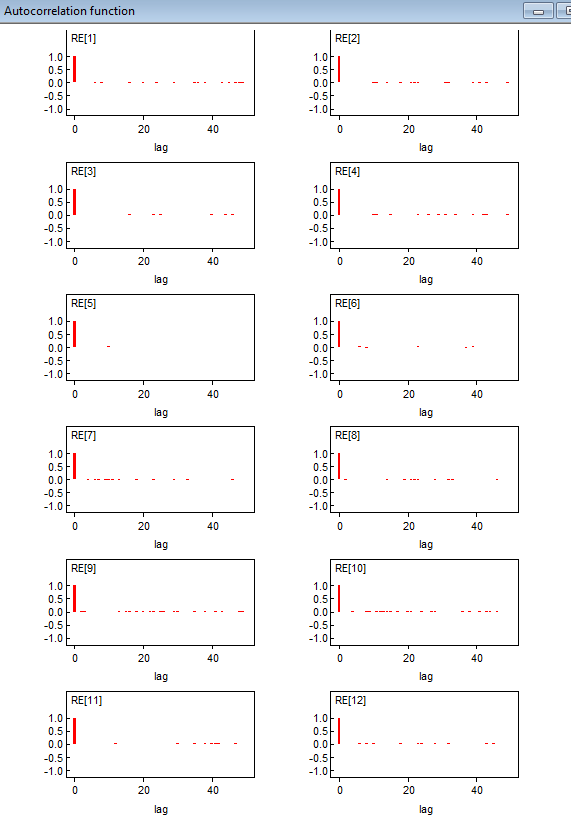 Autocorrelation function
RE[1]
1.0
0.5
0.0
-0.5
-1.0
0 20 40
lag
RE[2]
1.0
0.5
0.0
-0.5
-1.0
0 20 40
lag
RE[3]
1.0
0.5
0.0
-0.5
-1.0
0 20 40
lag
RE[4]
1.0
0.5
0.0
-0.5
-1.0
0 20 40
lag
RE[5]
1.0
0.5
0.0
-0.5
-1.0
0 20 40
lag
RE[6]
1.0
0.5
0.0
-0.5
-1.0
0 20 40
lag
RE[7]
1.0
0.5
0.0
-0.5
-1.0
0 20 40
lag
RE[8]
1.0
0.5
0.0
-0.5
-1.0
0 20 40
lag
RE[9]
1.0
0.5
0.0
-0.5
-1.0
0 20 40
lag
RE[10]
1.0
0.5
0.0
-0.5
-1.0
0 20 40
lag
RE[11]
1.0
0.5
0.0
-0.5
-1.0
0 20 40
lag
RE[12]
1.0
0.5
0.0
-0.5
-1.0
0 20 40
lag